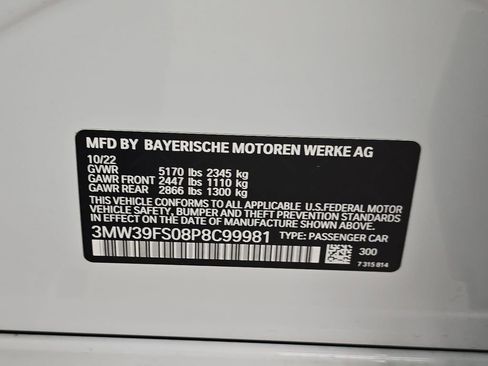 MFD BY BAYERISCHE MOTOREN WERKE AG
10/22
GVWR 5170 lbs 2345 kg
GAWR FRONT 2447 lbs 1110 kg
GAWR REAR 2866 lbs 1300 kg
THIS VEHICLE CONFORMS TO ALL APPLICABLE U.S.FEDERAL MOTOR
VEHICLE SAFETY, BUMPER, AND THEFT PREVENTION
STANDARDS IN EFFECT ON THE DATE OF MANUFACTURE SHOWN ABOVE.
3MW39FS08P8C99981 TYPE: PASSENGER CAR
300
7 315 814